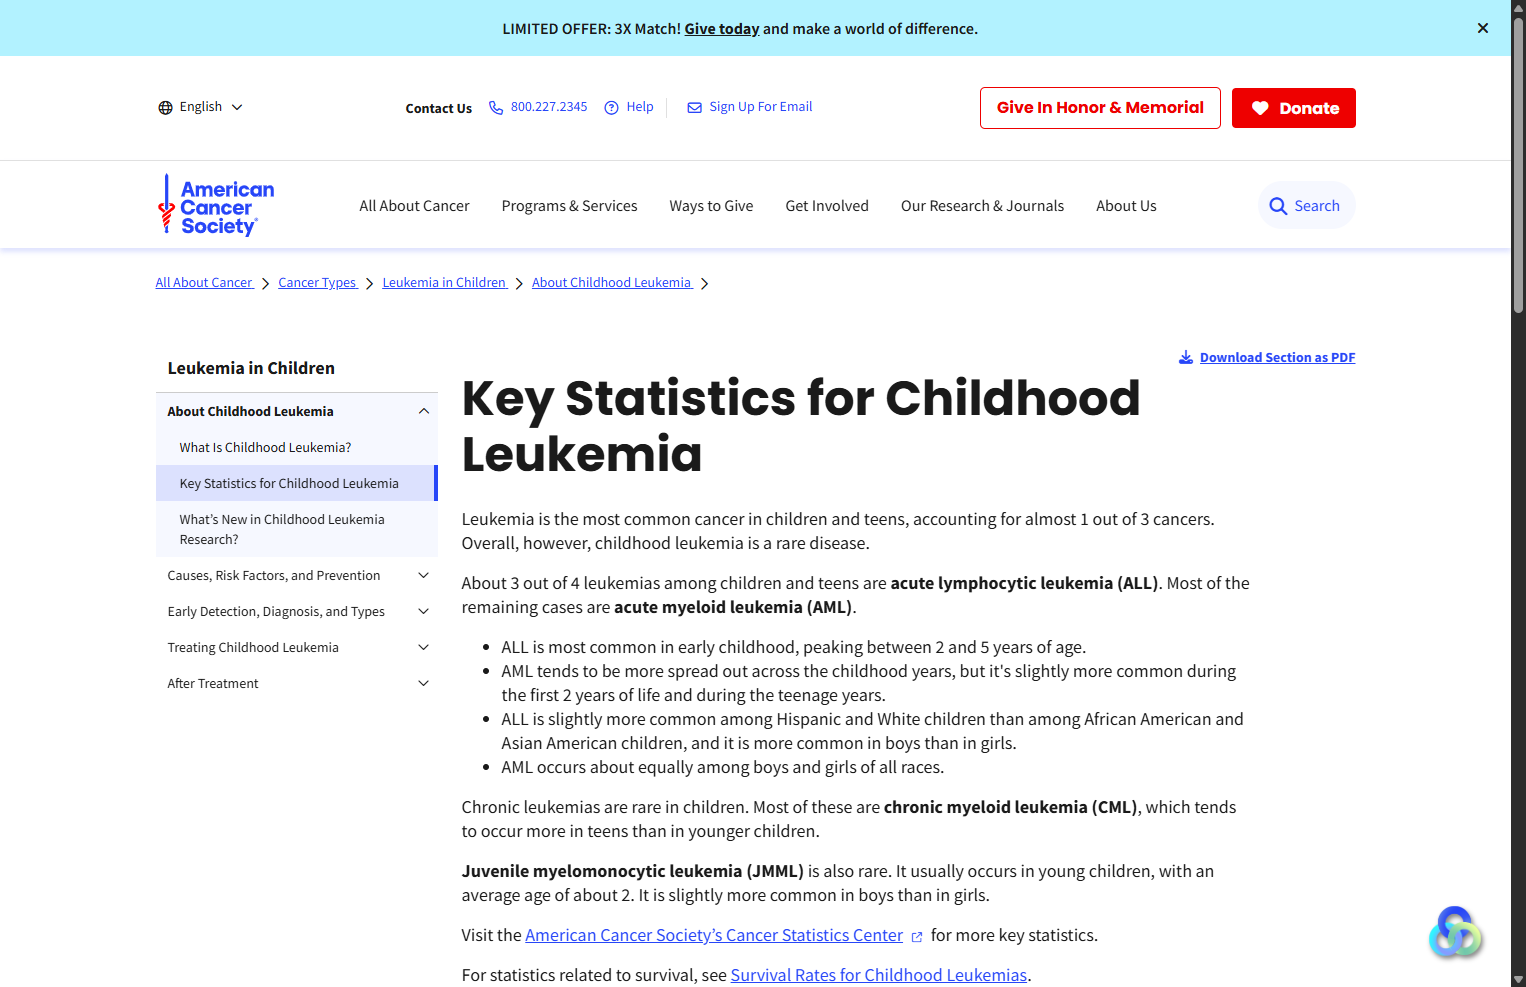 LIMITED OFFER: 3X Match! Give today and make a world of difference.
English
Contact Us
800.227.2345
Help
Sign Up For Email
Give In Honor & Memorial
Donate
American
Cancer
Society®
All About Cancer
Programs & Services
Ways to Give
Get Involved
Our Research & Journals
About Us
Search
All About Cancer
Cancer Types
Leukemia in Children
About Childhood Leukemia
Leukemia in Children
About Childhood Leukemia
What Is Childhood Leukemia?
Key Statistics for Childhood Leukemia
What’s New in Childhood Leukemia
Research?
Causes, Risk Factors, and Prevention
Early Detection, Diagnosis, and Types
Treating Childhood Leukemia
After Treatment
Download Section as PDF
Key Statistics for Childhood
Leukemia
Leukemia is the most common cancer in children and teens, accounting for almost 1 out of 3 cancers.
Overall, however, childhood leukemia is a rare disease.
About 3 out of 4 leukemias among children and teens are acute lymphocytic leukemia (ALL). Most of the
remaining cases are acute myeloid leukemia (AML).
• ALL is most common in early childhood, peaking between 2 and 5 years of age.
• AML tends to be more spread out across the childhood years, but it's slightly more common during
the first 2 years of life and during the teenage years.
• ALL is slightly more common among Hispanic and White children than among African American and
Asian American children, and it is more common in boys than in girls.
• AML occurs about equally among boys and girls of all races.
Chronic leukemias are rare in children. Most of these are chronic myeloid leukemia (CML), which tends
to occur more in teens than in younger children.
Juvenile myelomonocytic leukemia (JMML) is also rare. It usually occurs in young children, with an
average age of about 2. It is slightly more common in boys than in girls.
Visit the American Cancer Society’s Cancer Statistics Center for more key statistics.
For statistics related to survival, see Survival Rates for Childhood Leukemias.